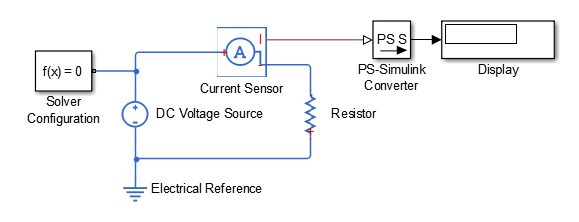 I
A
PS S
f(x) = 0
Current Sensor
PS-Simulink
Converter
Display
Solver
Configuration
DC Voltage Source
Resistor
Electrical Reference